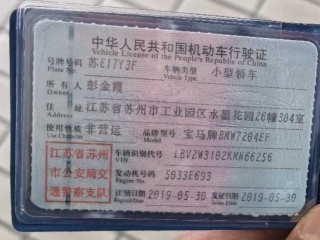 中华人民共和国机动车行驶证
Vehicle License of the People's Republic of China
号牌号码 苏E17Y3F 车辆类型 小型轿车
Plate No. Vehicle Type
所有人 彭金霞
Owner
住址 江苏省苏州市工业园区水墨花园26幢304室
Address
使用性质 非营运 品牌型号 宝马牌BMW7204EF
Use Character Model
江苏省苏州市公安局交通警察支队
车辆识别代号 LBV2W3102KMN66256
VIN
发动机号码 5033E693
Engine No.
注册日期 2019-05-30 发证日期 2019-05-30
Register Date Issue Date